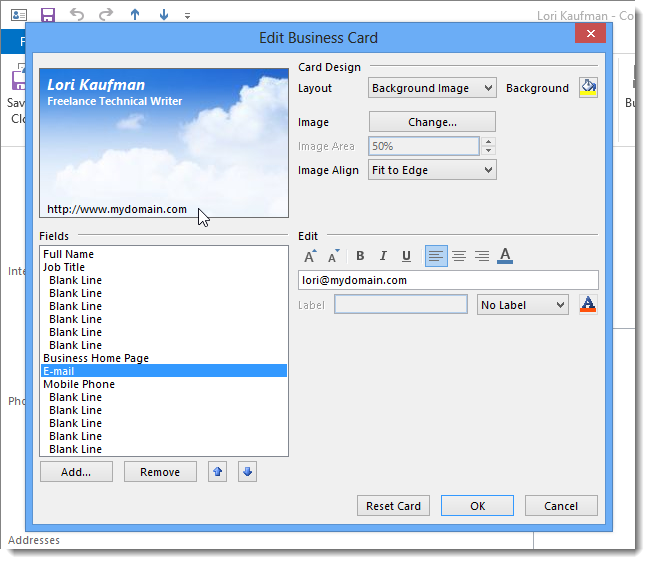 Lori Kaufman - Co
Edit Business Card
Lori Kaufman
Freelance Technical Writer
http://www.mydomain.com
Card Design
Layout Background Image Background
Image Change...
Image Area 50%
Image Align Fit to Edge
Fields
Full Name
Job Title
Blank Line
Blank Line
Blank Line
Blank Line
Blank Line
Blank Line
Business Home Page
E-mail
Mobile Phone
Blank Line
Blank Line
Blank Line
Blank Line
Blank Line
Add... Remove
Edit
A A B I U A
lori@mydomain.com
Label No Label A
Reset Card OK Cancel
F
Sav
Clo
Bu
Inte
Pho
Addresses